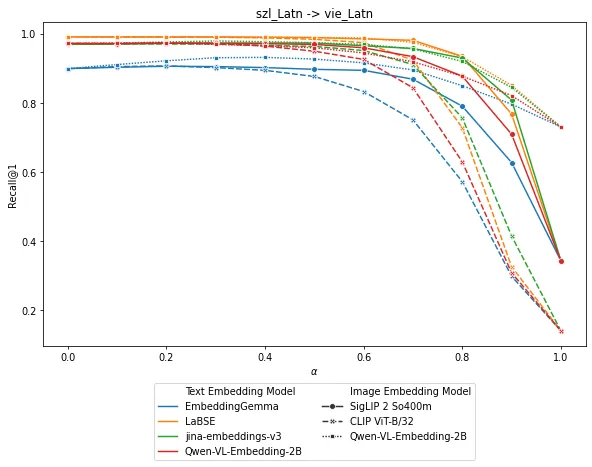 szl_Latn -> vie_Latn
1.0
0.8
0.6
0.4
0.2
Recall@1
0.0 0.2 0.4 0.6 0.8 1.0
α
Text Embedding Model
EmbeddingGemma
LaBSE
jina-embeddings-v3
Qwen-VL-Embedding-2B
Image Embedding Model
SigLIP 2 So400m
CLIP ViT-B/32
Qwen-VL-Embedding-2B